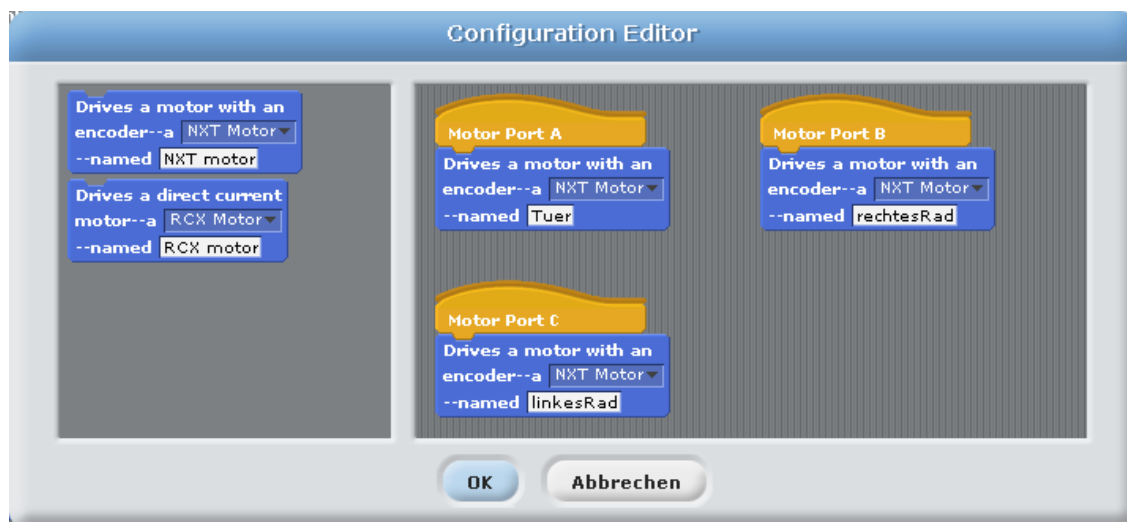 Configuration Editor
Drives a motor with an
encoder--a NXT Motor
--named NXT motor
Drives a direct current
motor--a RCX Motor
--named RCX motor
Motor Port A
Drives a motor with an
encoder--a NXT Motor
--named Tuer
Motor Port B
Drives a motor with an
encoder--a NXT Motor
--named rechtesRad
Motor Port C
Drives a motor with an
encoder--a NXT Motor
--named linkesRad
OK
Abbrechen